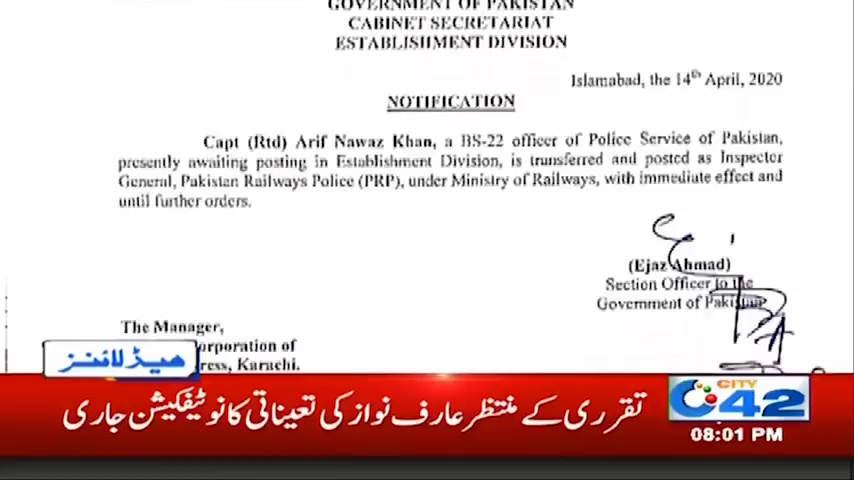 GOVERNMENT OF PAKISTAN
CABINET SECRETARIAT
ESTABLISHMENT DIVISION
Islamabad, the 14th April, 2020
NOTIFICATION
Capt (Rtd) Arif Nawaz Khan, a BS-22 officer of Police Service of Pakistan,
presently awaiting posting in Establishment Division, is transferred and posted as Inspector
General, Pakistan Railways Police (PRP), under Ministry of Railways, with immediate effect and
until further orders.
(Ejaz Ahmad)
Section Officer to the
Government of Pakistan
The Manager,
orporation of
ress, Karachi.
ہیڈ لائنز
تقرری کے منتظر عارف نواز کی تعیناتی کا نوٹیفکیشن جاری
CITY
42
08:01 PM